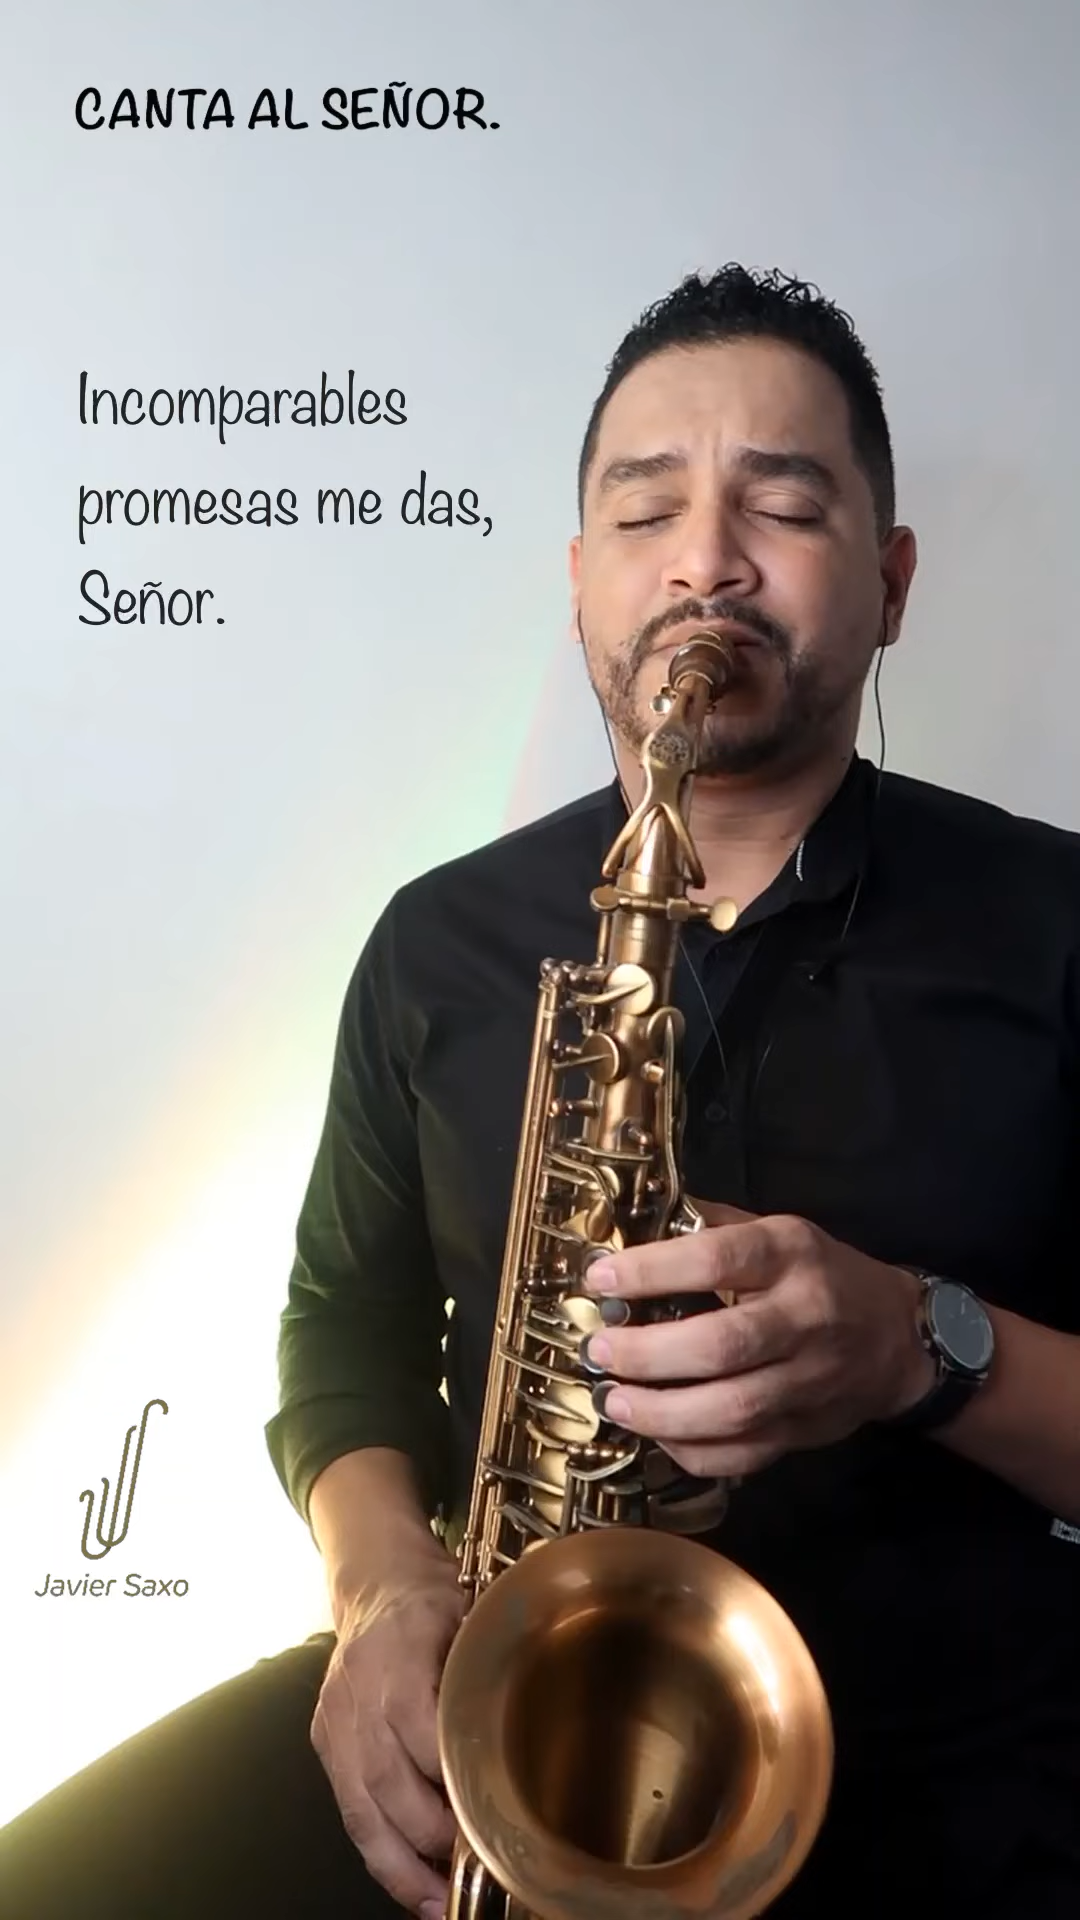 CANTA AL SEÑOR.
Incomparables
promesas me das,
Señor.
Javier Saxo